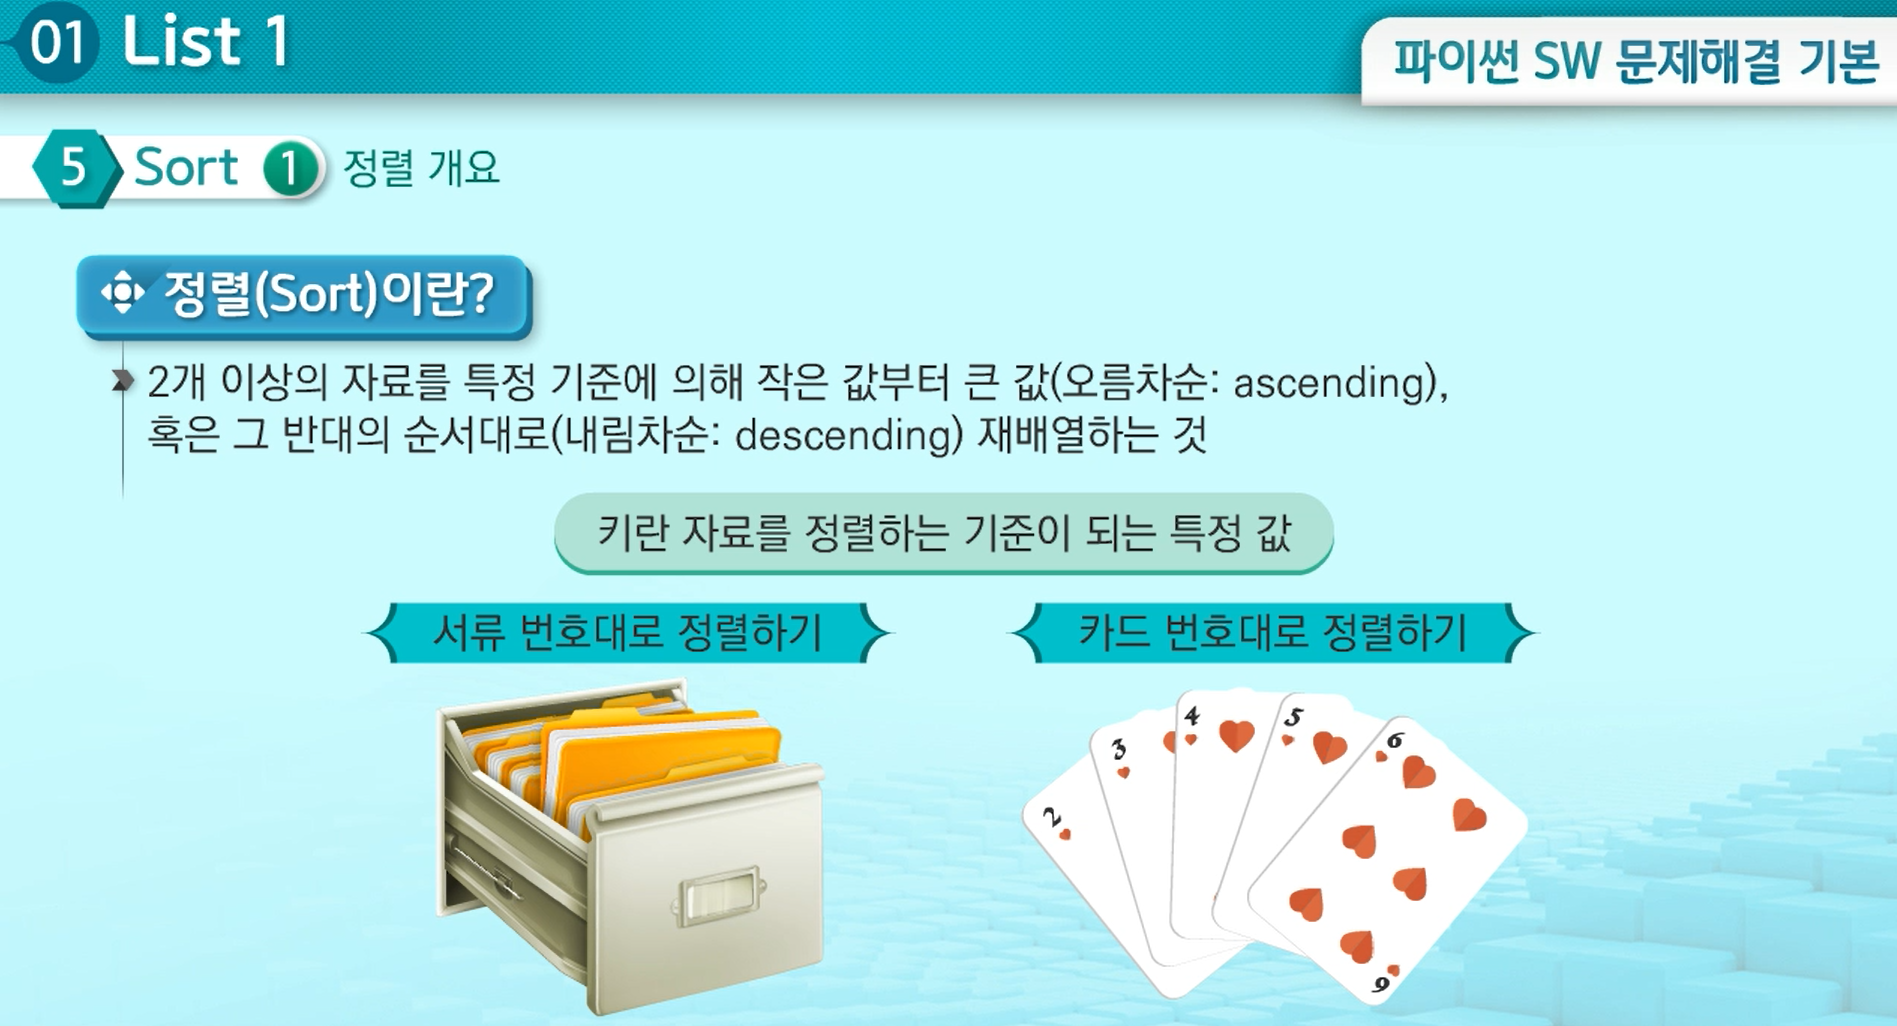 01 List 1
파이썬 SW 문제해결 기본
5 Sort 1 정렬 개요
정렬(Sort)이란?
2개 이상의 자료를 특정 기준에 의해 작은 값부터 큰 값(오름차순: ascending),
혹은 그 반대의 순서대로(내림차순: descending) 재배열하는 것
키란 자료를 정렬하는 기준이 되는 특정 값
서류 번호대로 정렬하기
카드 번호대로 정렬하기
2
3
4
5
6
6